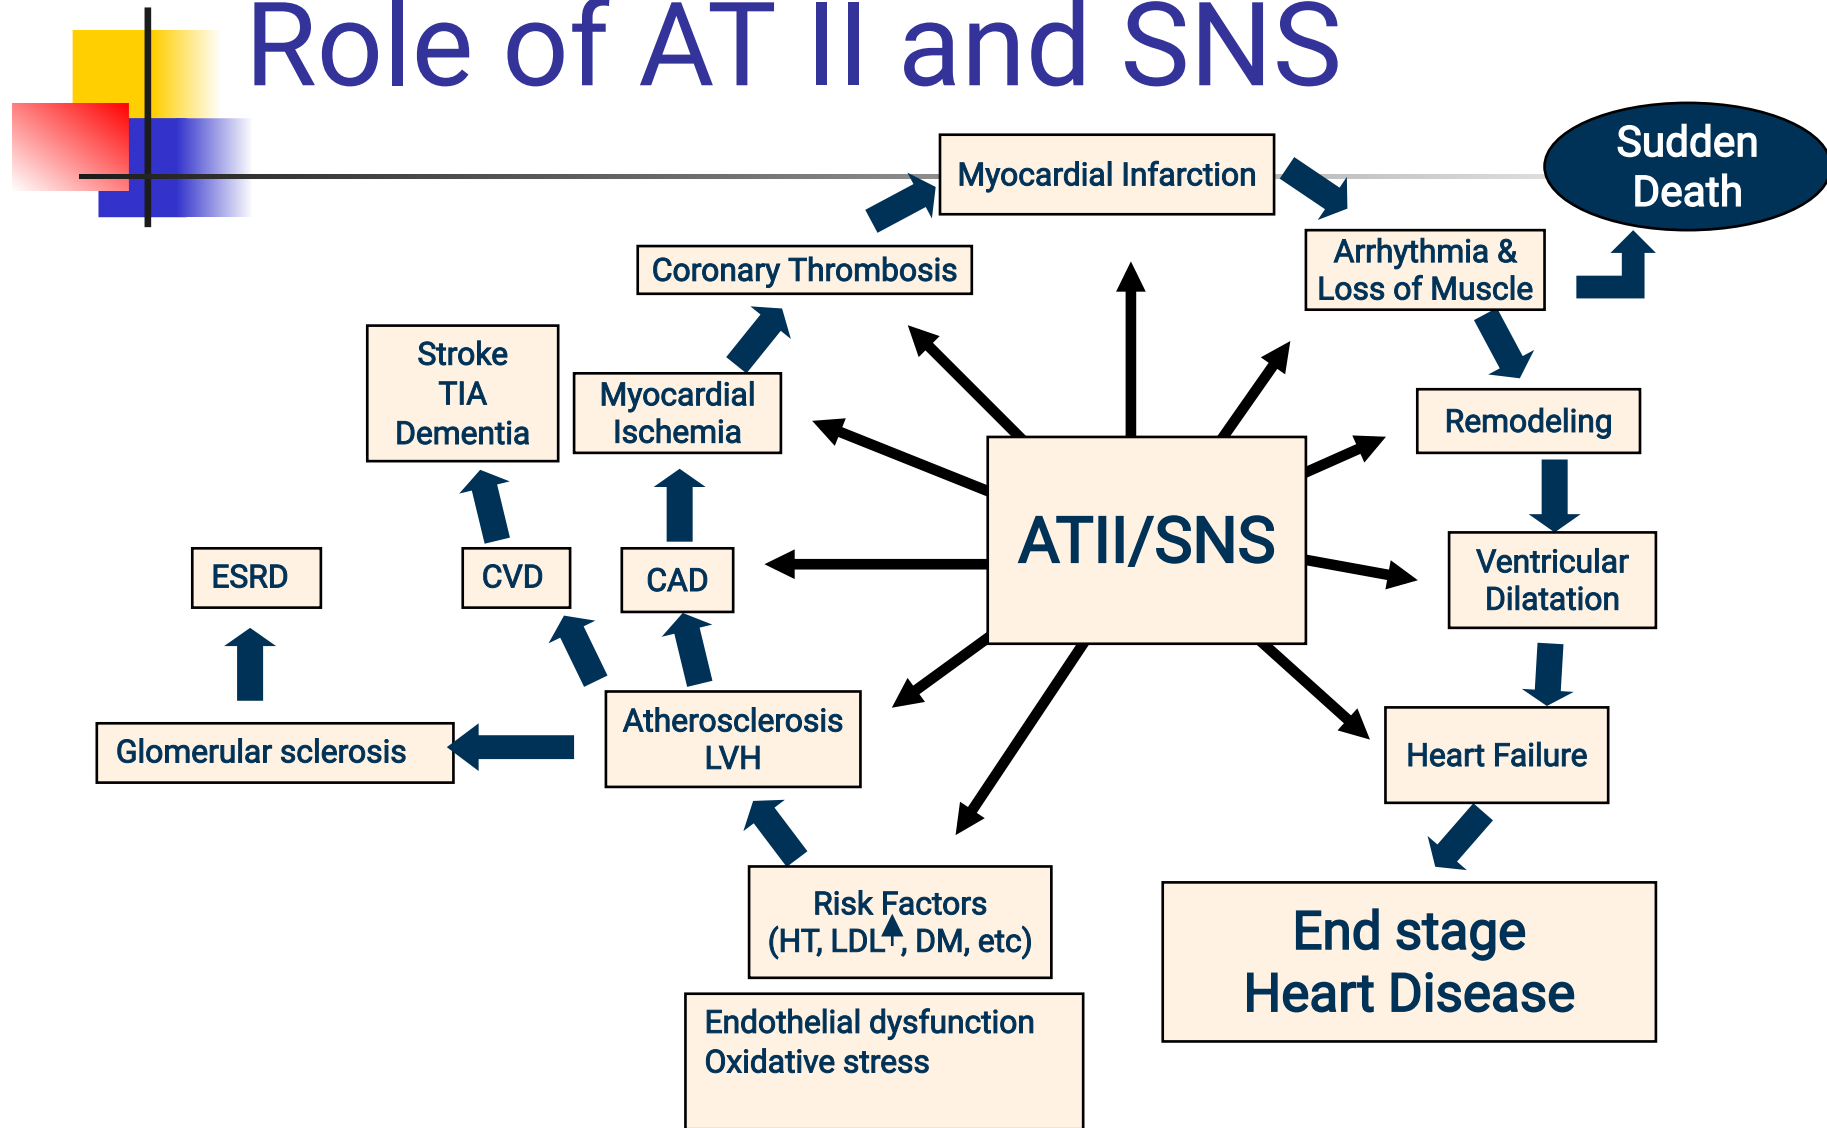 Role of AT II and SNS
Sudden
Death
Myocardial Infarction
Arrhythmia &
Loss of Muscle
Coronary Thrombosis
Stroke
TIA
Dementia
Myocardial
Ischemia
Remodeling
ATII/SNS
ESRD
CVD
CAD
Ventricular
Dilatation
Glomerular sclerosis
Atherosclerosis
LVH
Heart Failure
Risk Factors
(HT, LDL, DM, etc)
End stage
Heart Disease
Endothelial dysfunction
Oxidative stress